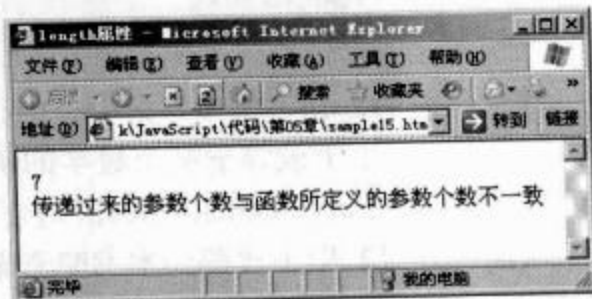 length属性 - Microsoft Internet Explorer
文件(F) 编辑(E) 查看(V) 收藏(A) 工具(T) 帮助(H)
后退 搜索 收藏夹
地址(D) k\JavaScript\代码\第05章\sample15.htm 转到 链接
7
传递过来的参数个数与函数所定义的参数个数不一致
完毕 我的电脑